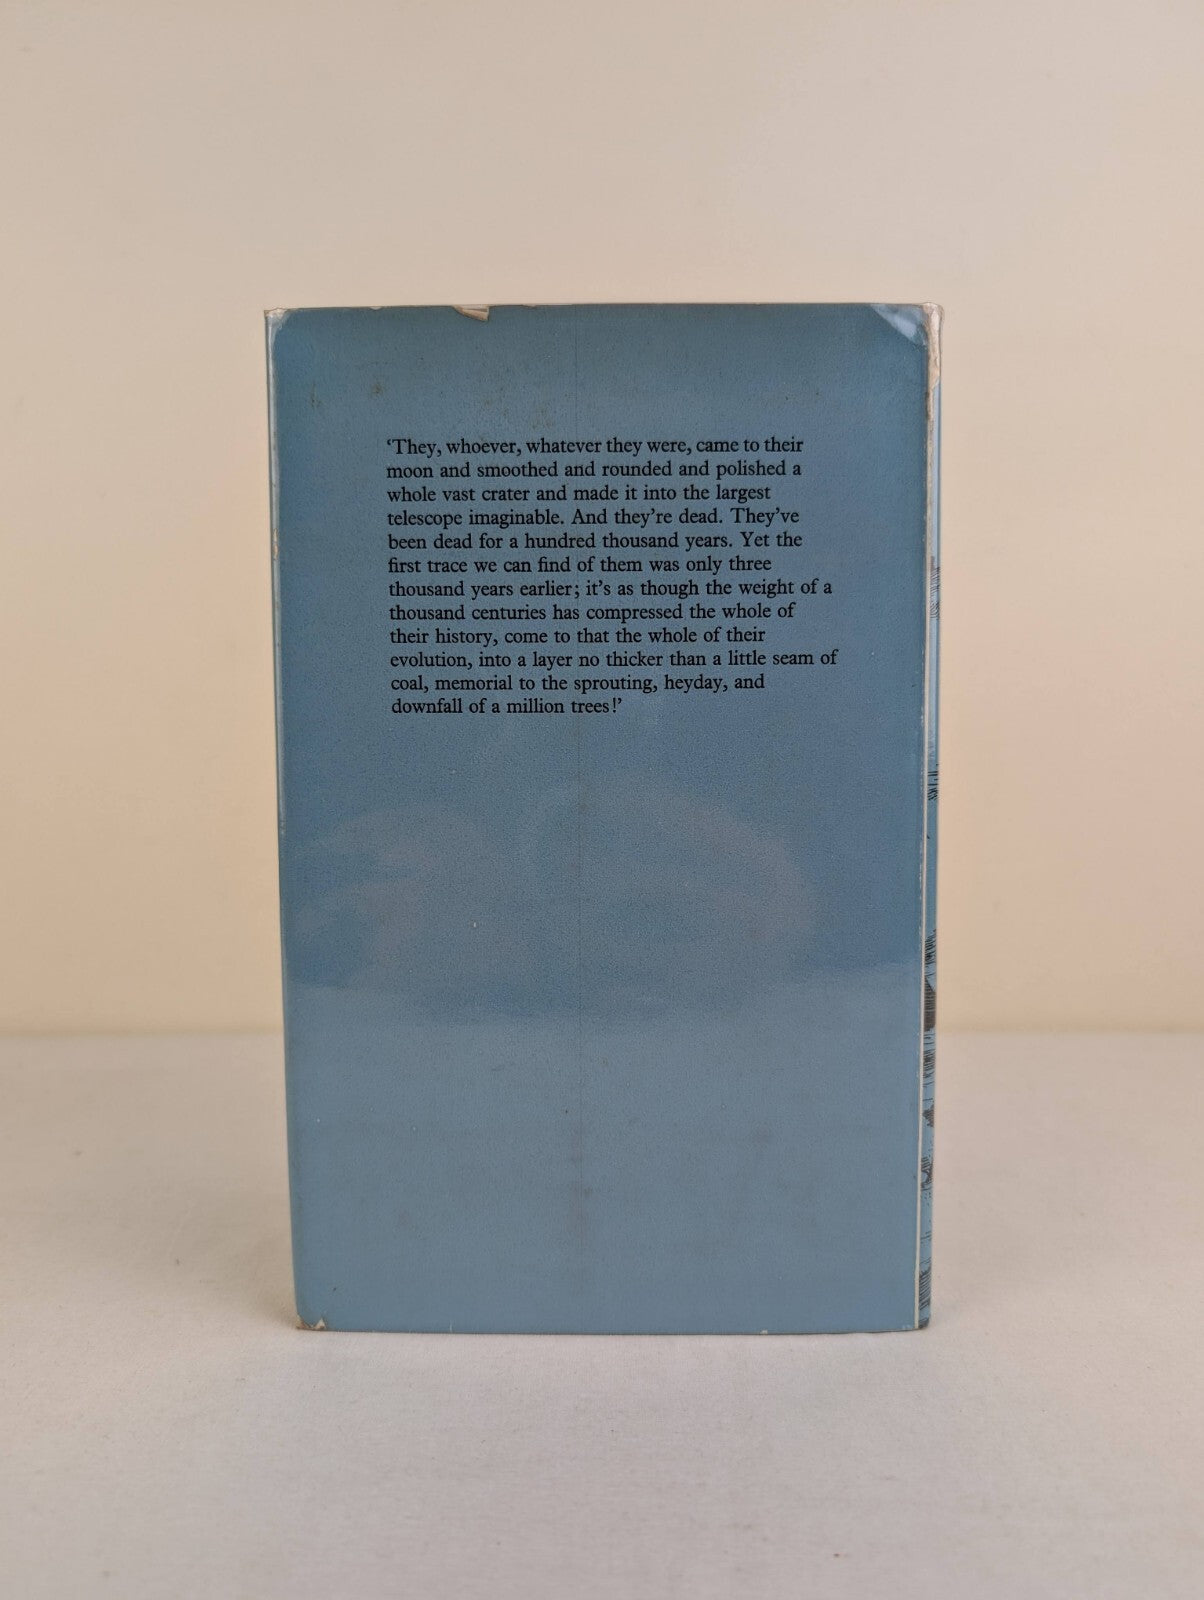 ‘They, whoever, whatever they were, came to their
moon and smoothed and rounded and polished a
whole vast crater and made it into the largest
telescope imaginable. And they’re dead. They’ve
been dead for a hundred thousand years. Yet the
first trace we can find of them was only three
thousand years earlier; it’s as though the weight of a
thousand centuries has compressed the whole of
their history, come to that the whole of their
evolution, into a layer no thicker than a little seam of
coal, memorial to the sprouting, heyday, and
downfall of a million trees!’